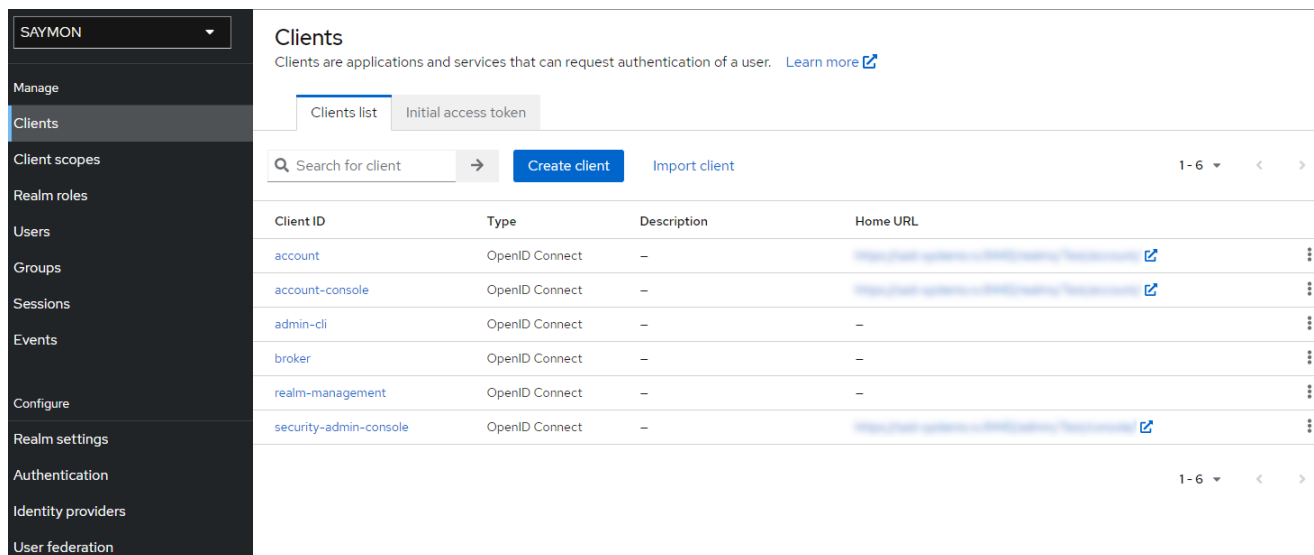 SAYMON
Manage
Clients
Client scopes
Realm roles
Users
Groups
Sessions
Events
Configure
Realm settings
Authentication
Identity providers
User federation
Clients
Clients are applications and services that can request authentication of a user. Learn more
Clients list Initial access token
Search for client Create client Import client 1 - 6
Client ID Type Description Home URL
account OpenID Connect –
account-console OpenID Connect –
admin-cli OpenID Connect – –
broker OpenID Connect – –
realm-management OpenID Connect – –
security-admin-console OpenID Connect –
1 - 6